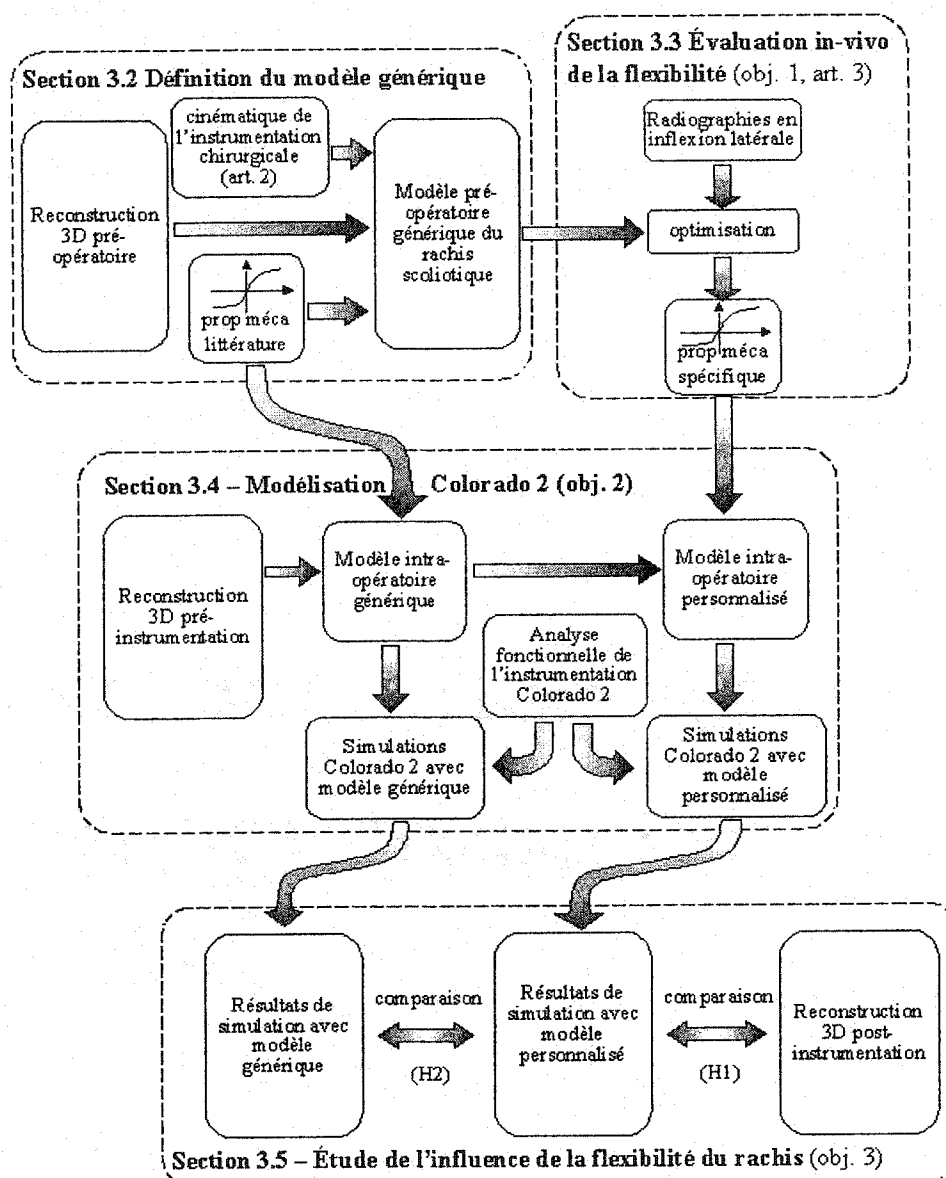 Section 3.2 Définition du modèle générique
cinématique de
l'instrumentation
chirurgicale
(art. 2)
Reconstruction
3D pré-
opératoire
Modèle pré-
opératoire
générique du
rachis
scoliotique
prop méca
littérature
Section 3.3 Évaluation in-vivo
de la flexibilité (obj. 1, art. 3)
Radiographies en
inflexion latérale
optimisation
prop méca
spécifique
Section 3.4 – Modélisation Colorado 2 (obj. 2)
Reconstruction
3D pré-
instrumentation
Modèle intra-
opératoire
générique
Modèle intra-
opératoire
personnalisé
Analyse
fonctionnelle de
l'instrumentation
Colorado 2
Simulations
Colorado 2 avec
modèle générique
Simulations
Colorado 2 avec
modèle
personnalisé
Résultats de
simulation avec
modèle
générique
comparaison
(H2)
Résultats de
simulation avec
modèle
personnalisé
comparaison
(H1)
Reconstruction
3D post-
instrumentation
Section 3.5 – Étude de l'influence de la flexibilité du rachis (obj. 3)